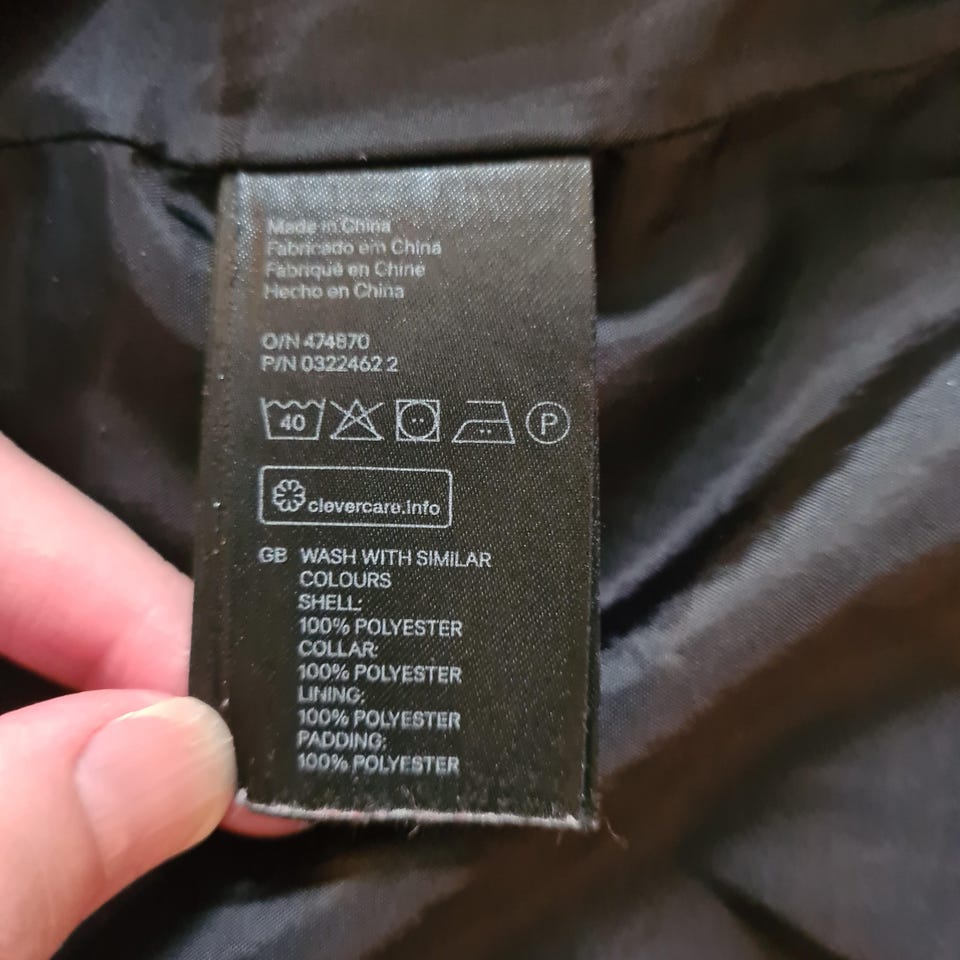 Made in China
Fabricado em China
Fabriqué en Chine
Hecho en China
O/N 474870
P/N 0322462 2
40 P
clevercare.info
GB WASH WITH SIMILAR
COLOURS
SHELL:
100% POLYESTER
COLLAR:
100% POLYESTER
LINING:
100% POLYESTER
PADDING:
100% POLYESTER